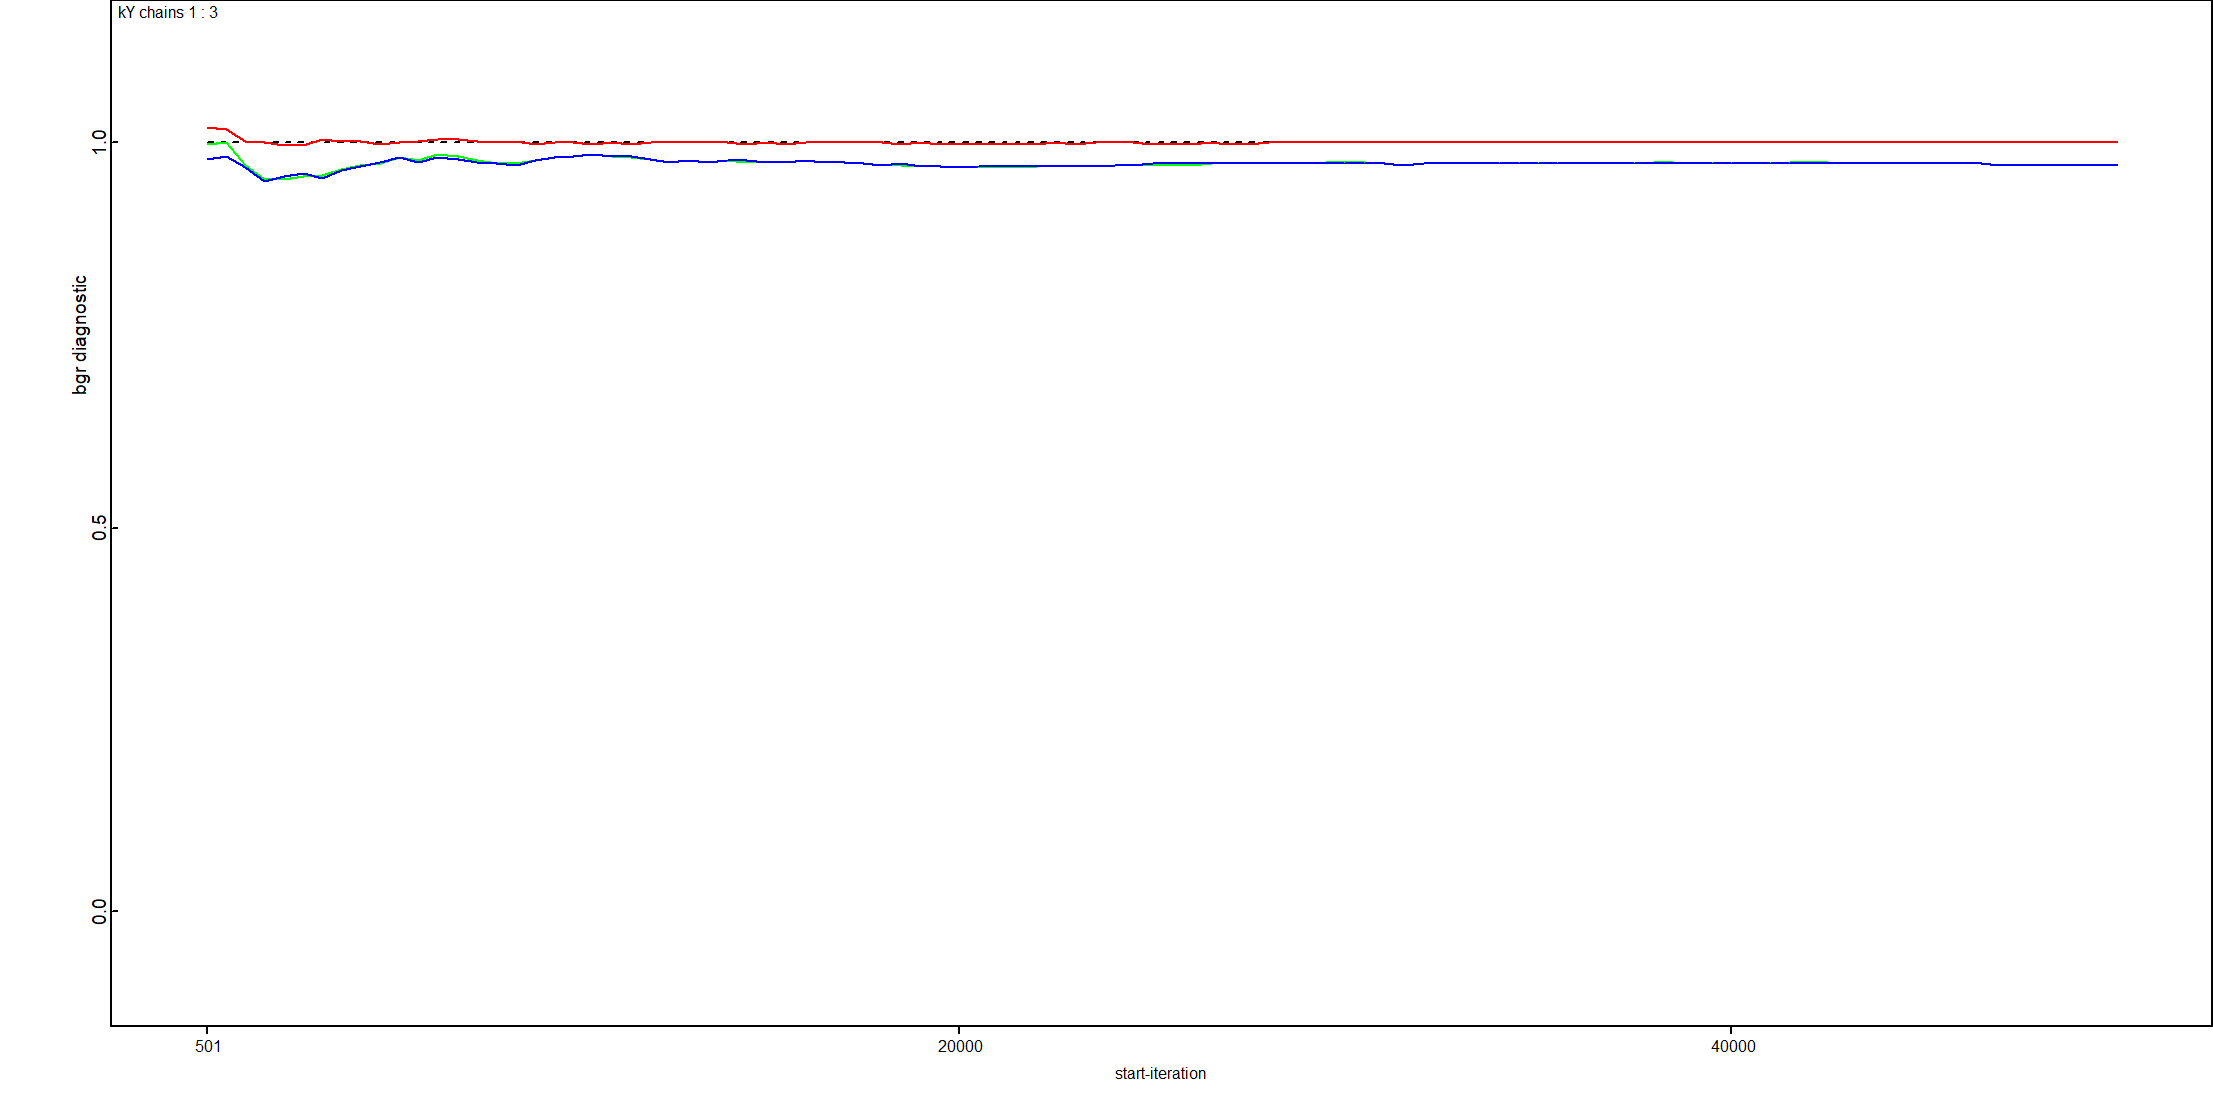 kY chains 1 : 3
bgr diagnostic
1.0
0.5
0.0
501
20000
40000
start-iteration